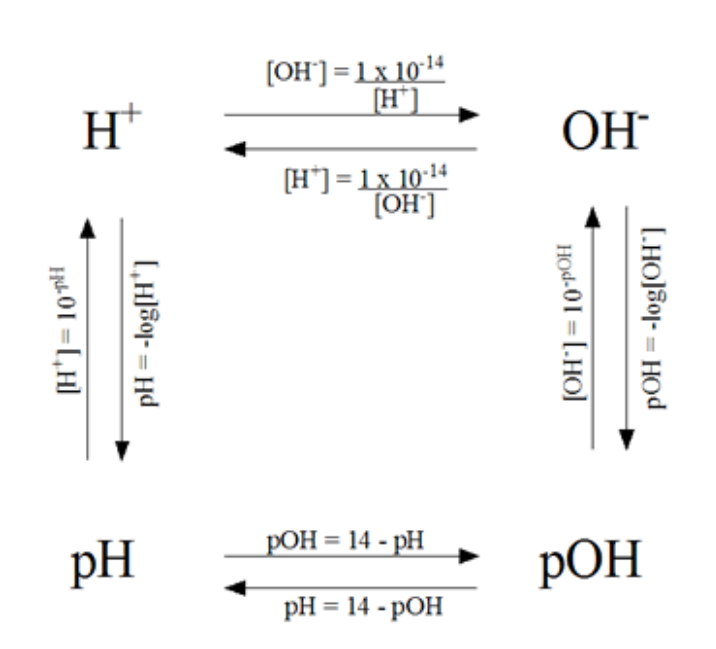 [OH⁻] = 1 x 10⁻¹⁴
[H⁺]
H⁺
OH⁻
[H⁺] = 1 x 10⁻¹⁴
[OH⁻]
[H⁺] = 10⁻ᵖᴴ
pH = -log[H⁺]
[OH⁻] = 10⁻ᵖᴼᴴ
pOH = -log[OH⁻]
pH
pOH = 14 - pH
pOH
pH = 14 - pOH